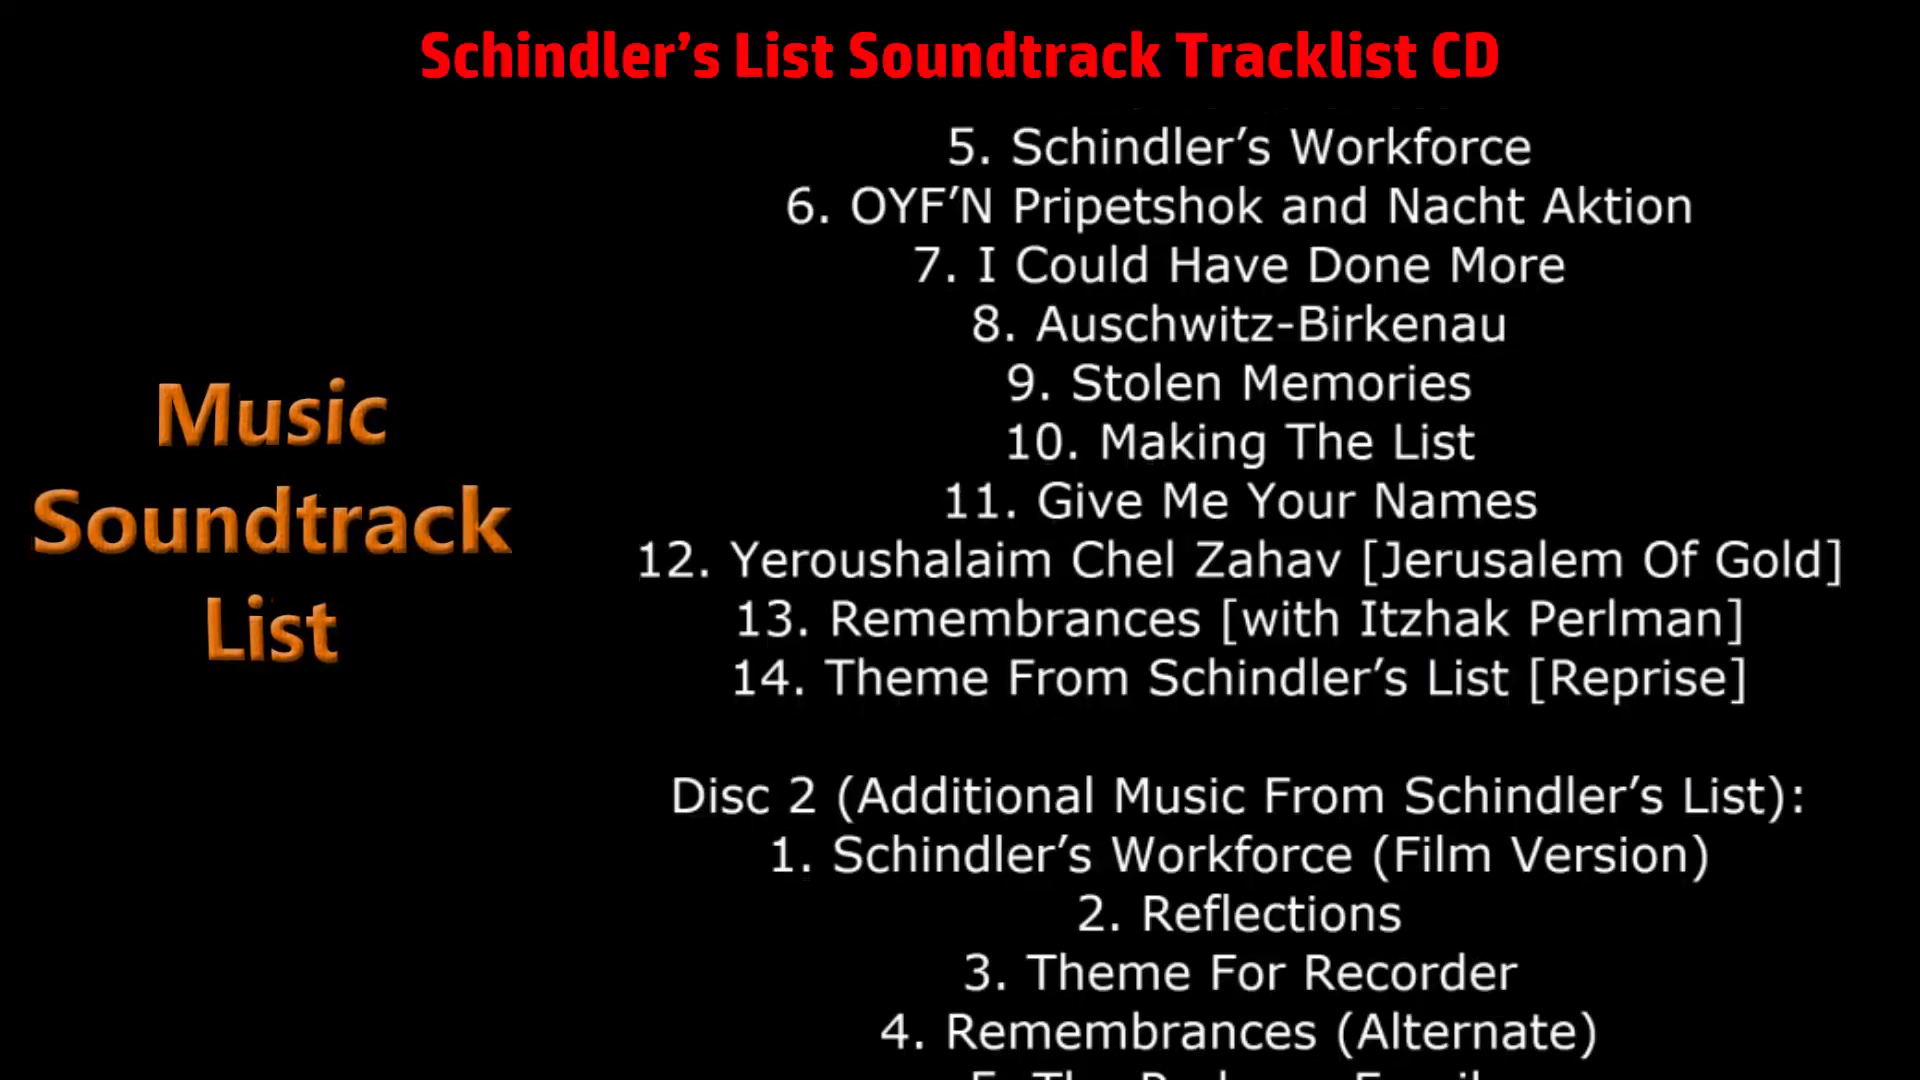 Schindler’s List Soundtrack Tracklist CD
Music
Soundtrack
List
5. Schindler’s Workforce
6. OYF’N Pripetshok and Nacht Aktion
7. I Could Have Done More
8. Auschwitz-Birkenau
9. Stolen Memories
10. Making The List
11. Give Me Your Names
12. Yeroushalaim Chel Zahav [Jerusalem Of Gold]
13. Remembrances [with Itzhak Perlman]
14. Theme From Schindler’s List [Reprise]
Disc 2 (Additional Music From Schindler’s List):
1. Schindler’s Workforce (Film Version)
2. Reflections
3. Theme For Recorder
4. Remembrances (Alternate)